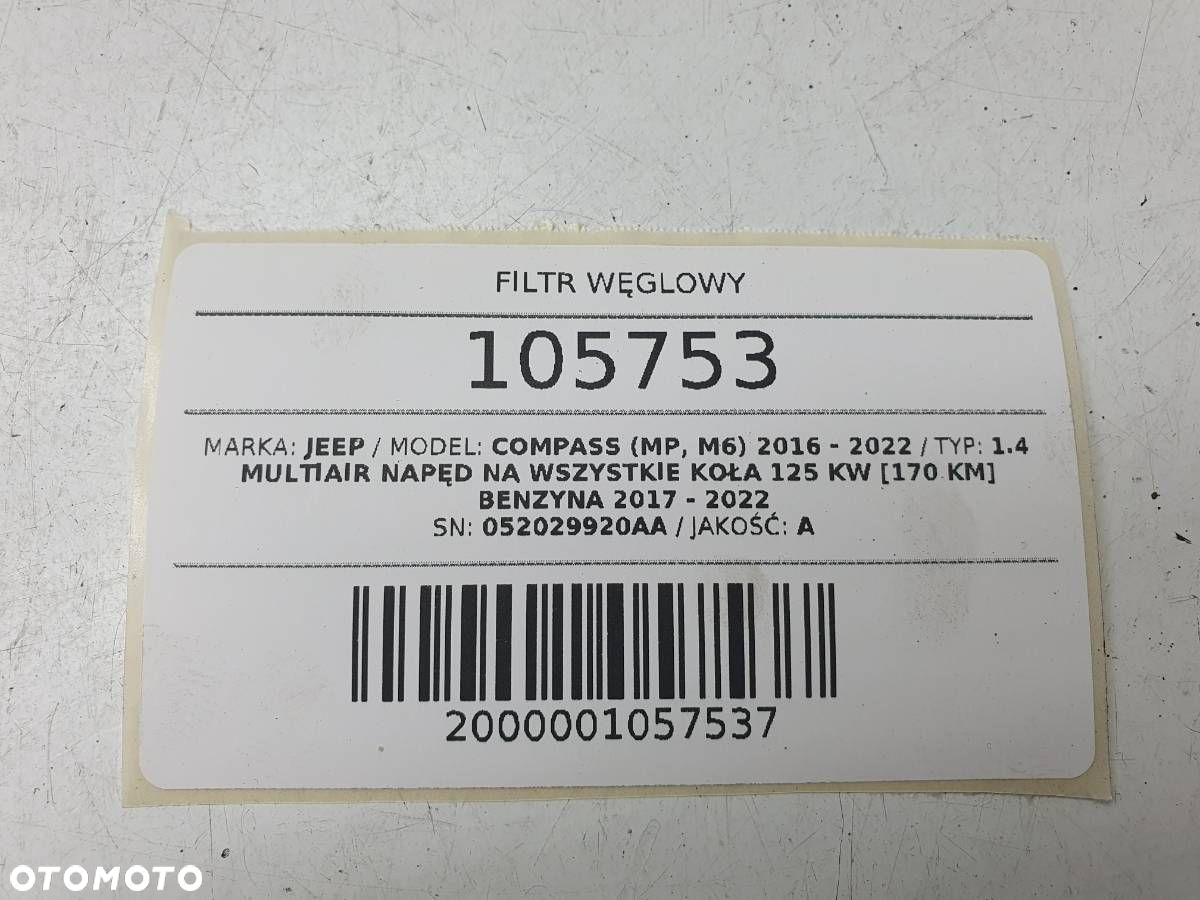 FILTR WĘGLOWY
105753
MARKA: JEEP / MODEL: COMPASS (MP, M6) 2016 - 2022 / TYP: 1.4
MULTIAIR NAPĘD NA WSZYSTKIE KOŁA 125 KW [170 KM]
BENZYNA 2017 - 2022
SN: 052029920AA / JAKOŚĆ: A
2000001057537
OTOMOTO